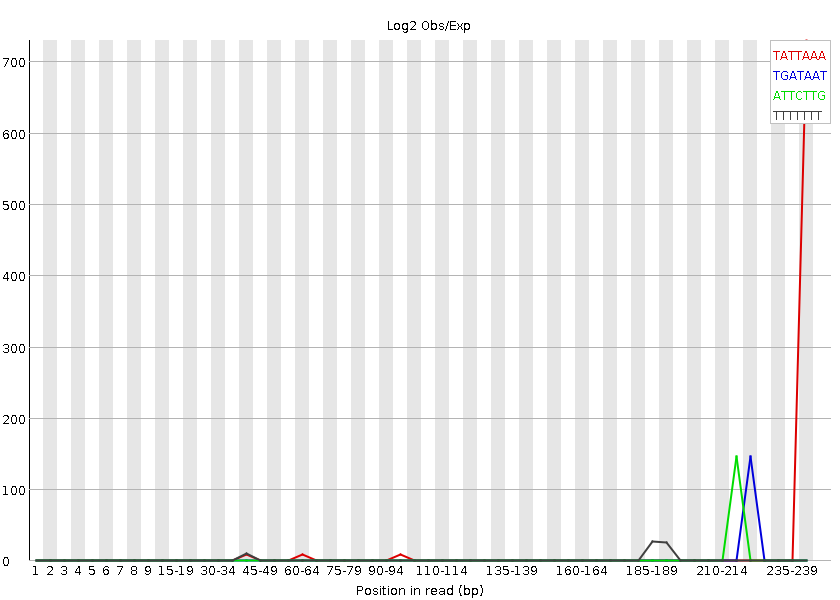 Log2 Obs/Exp
700
600
500
400
300
200
100
0
TATTAAA
TGATAAT
ATTCTTG
TTTTTTT
1 2 3 4 5 6 7 8 9 15-19 30-34 45-49 60-64 75-79 90-94 110-114 135-139 160-164 185-189 210-214 235-239
Position in read (bp)